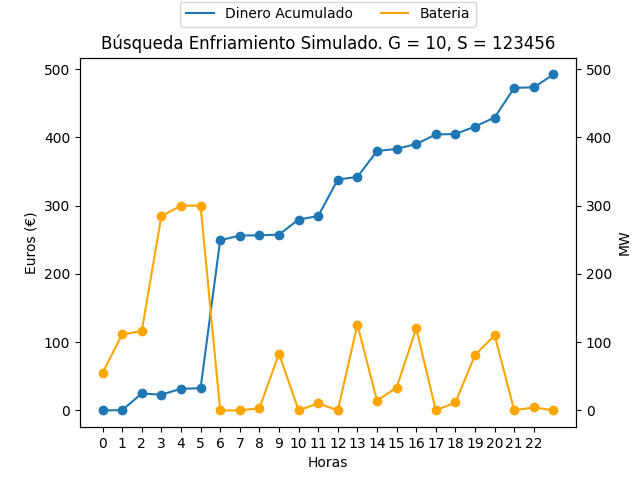 Dinero Acumulado Bateria
Búsqueda Enfriamiento Simulado. G = 10, S = 123456
500 500
400 400
300 300
200 200
100 100
0 0
Euros (€)
MW
0 1 2 3 4 5 6 7 8 9 10 11 12 13 14 15 16 17 18 19 20 21 22
Horas